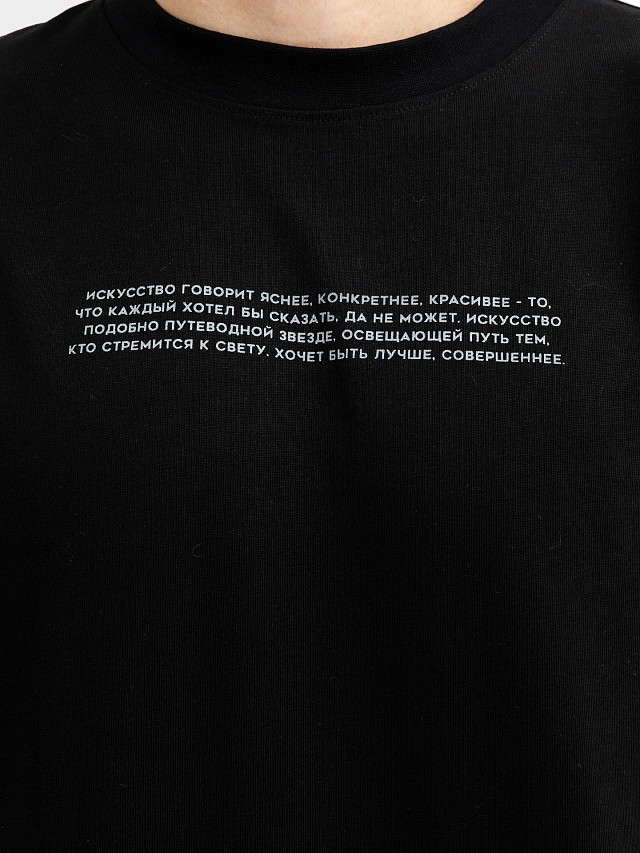 ИСКУССТВО ГОВОРИТ ЯСНЕЕ, КОНКРЕТНЕЕ, КРАСИВЕЕ - ТО,
ЧТО КАЖДЫЙ ХОТЕЛ БЫ СКАЗАТЬ, ДА НЕ МОЖЕТ. ИСКУССТВО
ПОДОБНО ПУТЕВОДНОЙ ЗВЕЗДЕ, ОСВЕЩАЮЩЕЙ ПУТЬ ТЕМ,
КТО СТРЕМИТСЯ К СВЕТУ. ХОЧЕТ БЫТЬ ЛУЧШЕ, СОВЕРШЕННЕЕ.